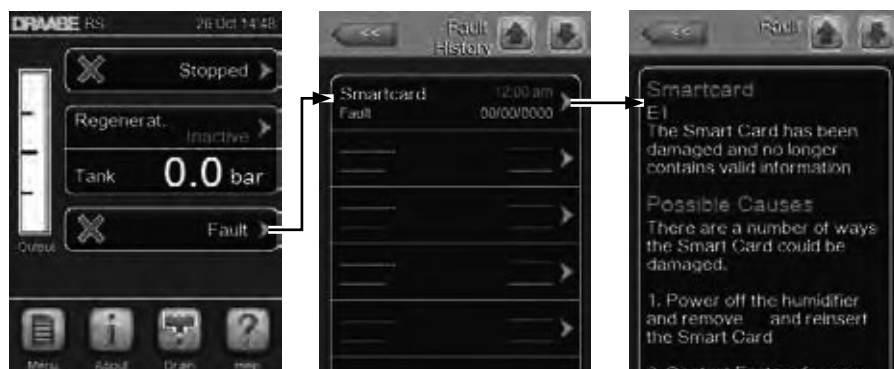 DRAABE RS 26 Oct 14:48
Stopped
Regenerat.
Inactive
Tank 0.0 bar
Fault
Output
Menu About Drain Help
<< Fault
History
Smartcard 12:00 am
Fault 00/00/0000
<< Fault
Smartcard
E1
The Smart Card has been
damaged and no longer
contains valid information
Possible Causes
There are a number of ways
the Smart Card could be
damaged.
1. Power off the humidifier
and remove and reinsert
the Smart Card